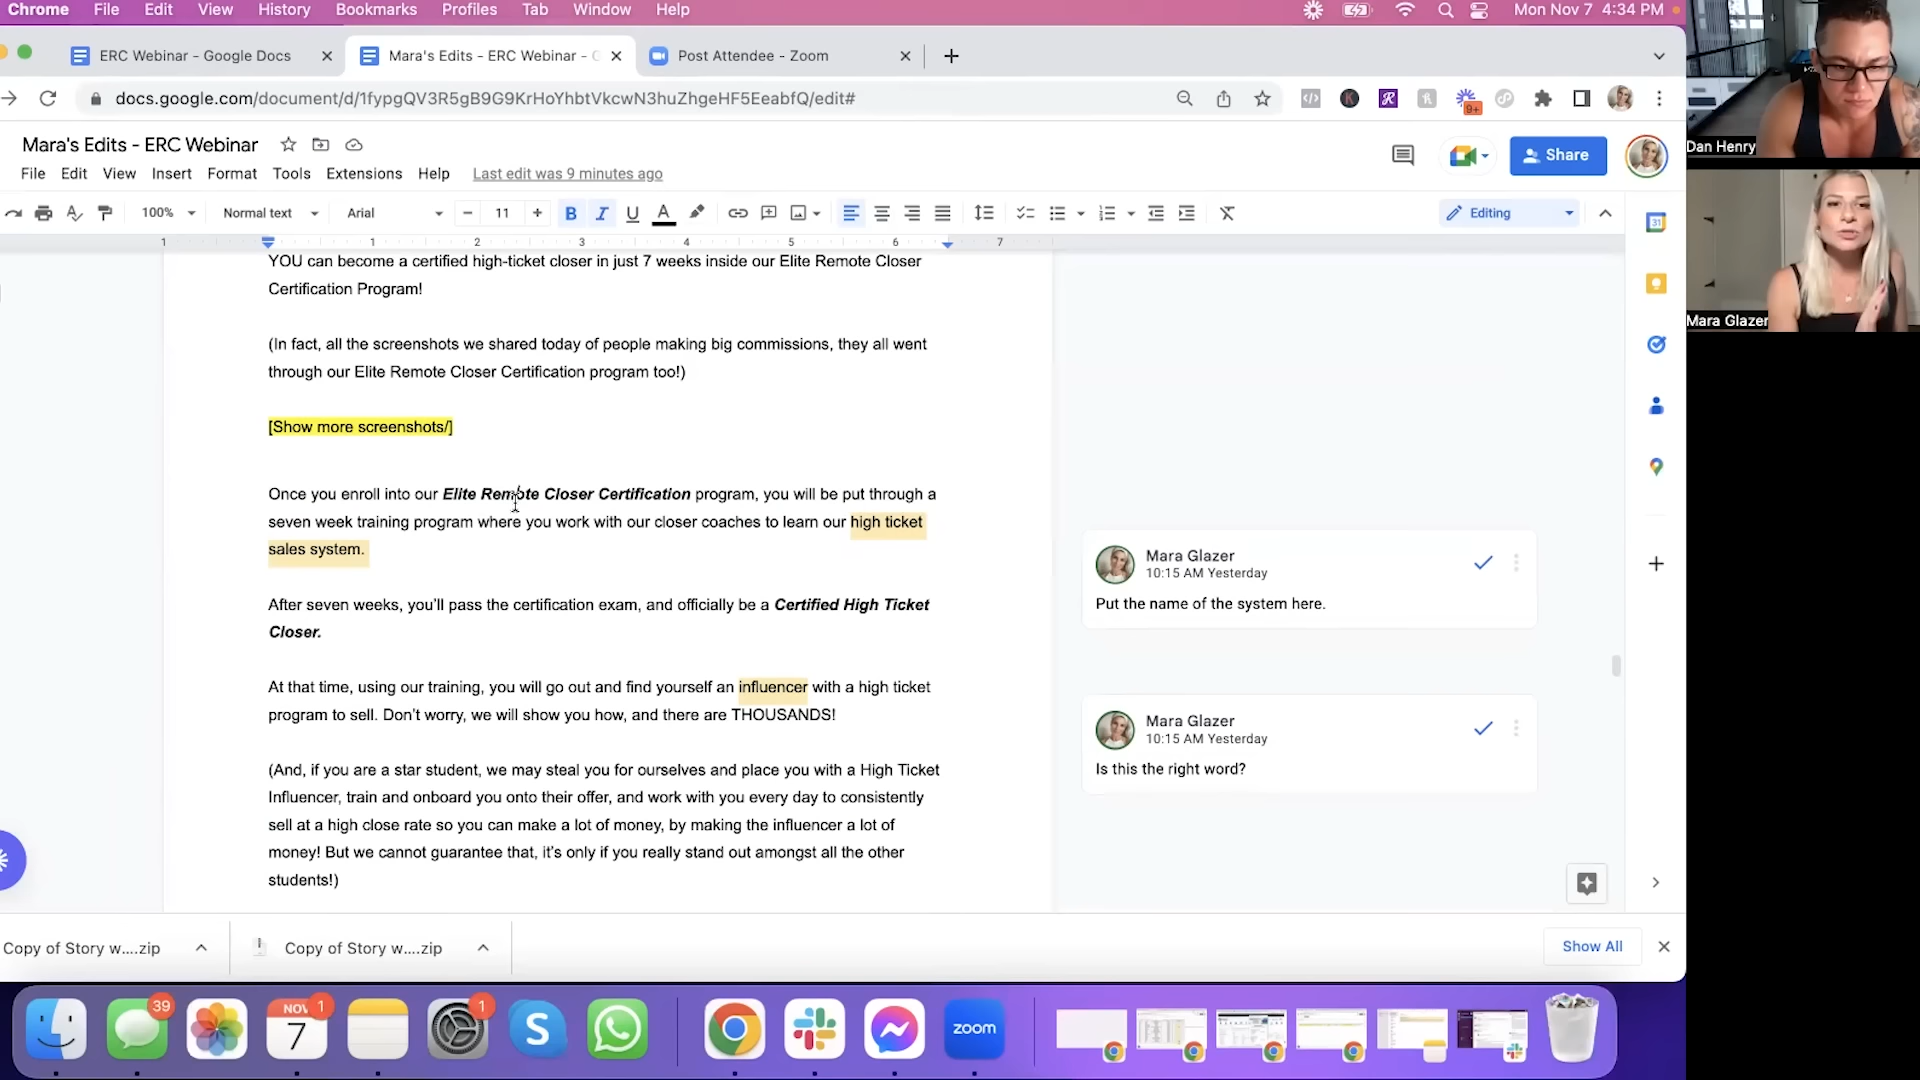 Chrome File Edit View History Bookmarks Profiles Tab Window Help Mon Nov 7 4:34 PM
ERC Webinar - Google Docs
Mara's Edits - ERC Webinar -
Post Attendee - Zoom
docs.google.com/document/d/1fypgQV3R5gB9G9KrHoYhbtVkcwN3huZhgeHF5EeabfQ/edit#
9+
Mara's Edits - ERC Webinar
Share
File Edit View Insert Format Tools Extensions Help Last edit was 9 minutes ago
100% Normal text Arial 11 B I U A Editing
1 1 2 3 4 5 6 7
YOU can become a certified high-ticket closer in just 7 weeks inside our Elite Remote Closer
Certification Program!
(In fact, all the screenshots we shared today of people making big commissions, they all went
through our Elite Remote Closer Certification program too!)
[Show more screenshots/]
Once you enroll into our Elite Remote Closer Certification program, you will be put through a
seven week training program where you work with our closer coaches to learn our high ticket
sales system.
After seven weeks, you'll pass the certification exam, and officially be a Certified High Ticket
Closer.
At that time, using our training, you will go out and find yourself an influencer with a high ticket
program to sell. Don't worry, we will show you how, and there are THOUSANDS!
(And, if you are a star student, we may steal you for ourselves and place you with a High Ticket
Influencer, train and onboard you onto their offer, and work with you every day to consistently
sell at a high close rate so you can make a lot of money, by making the influencer a lot of
money! But we cannot guarantee that, it's only if you really stand out amongst all the other
students!)
Mara Glazer
10:15 AM Yesterday
Put the name of the system here.
Mara Glazer
10:15 AM Yesterday
Is this the right word?
31
Dan Henry
Mara Glazer
Copy of Story w....zip
Copy of Story w....zip
Show All
39
NOV
7
1
1
S
zoom